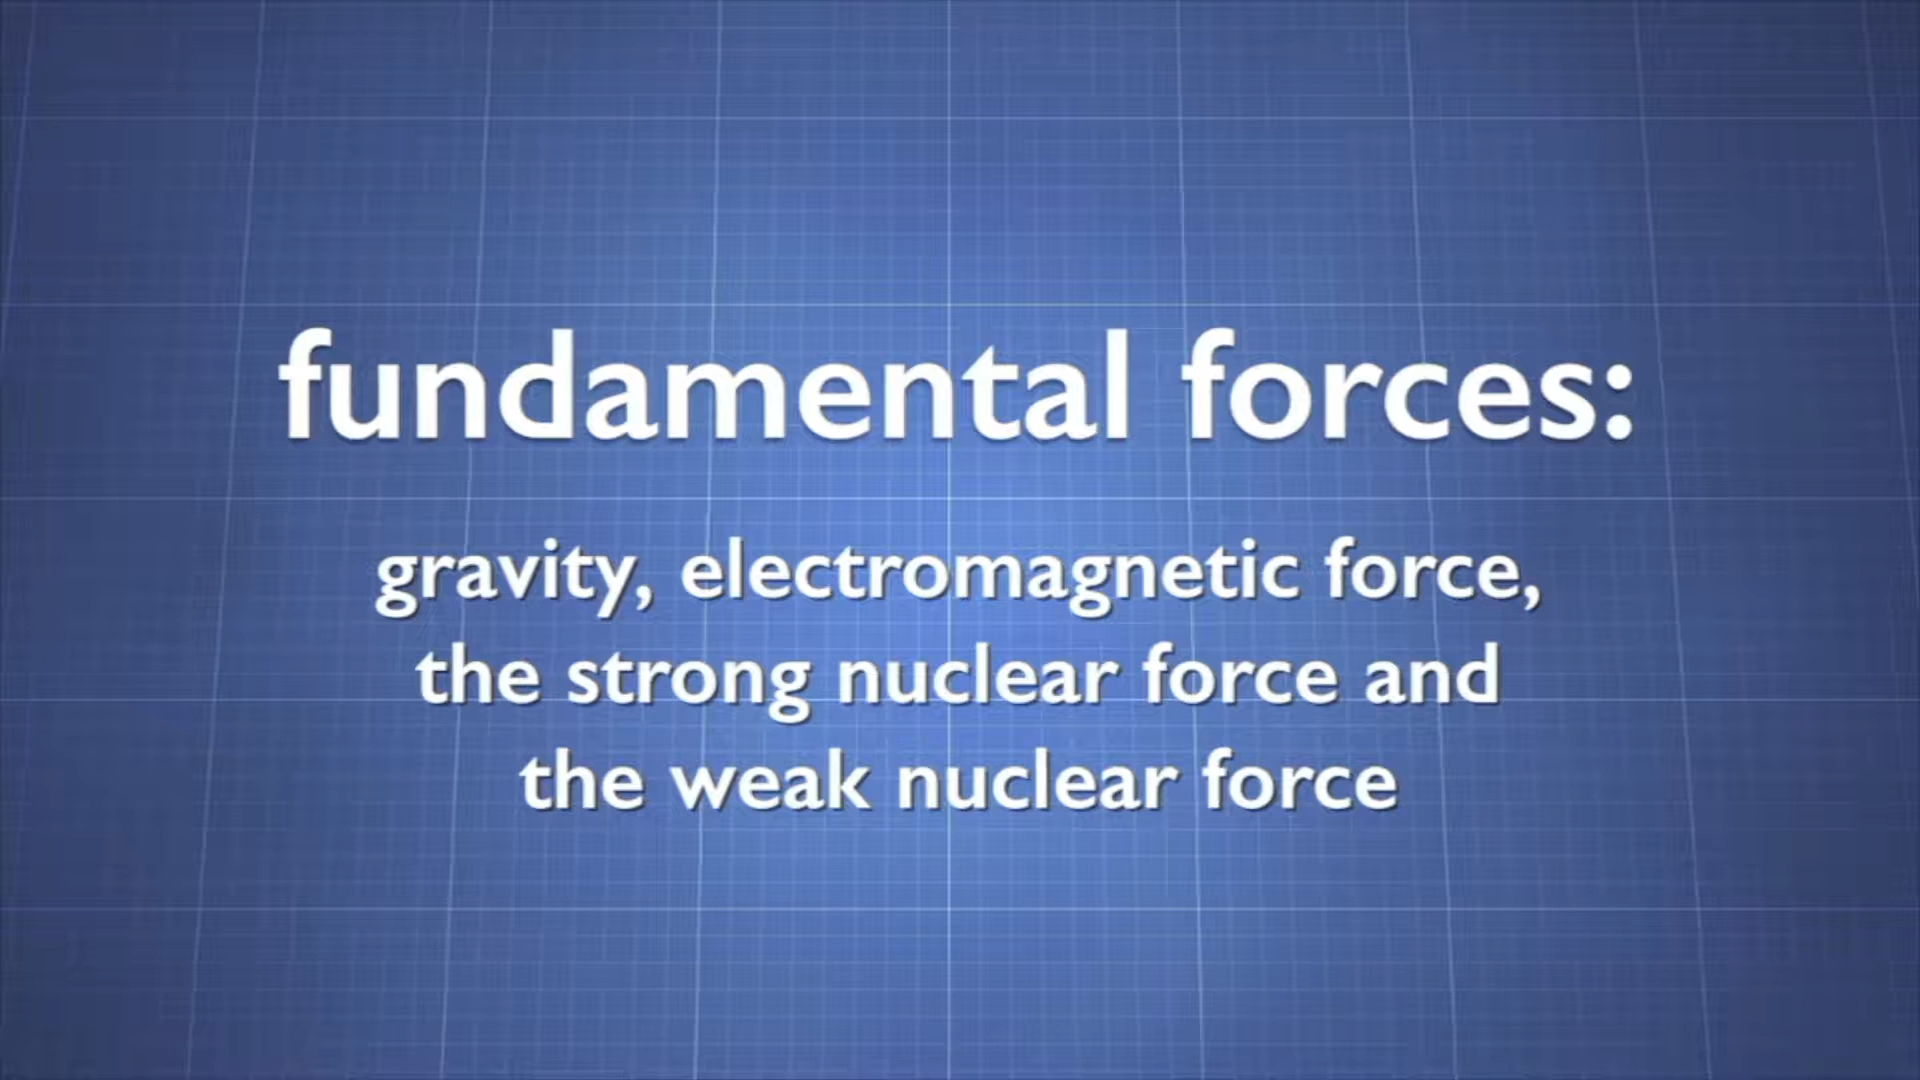 fundamental forces:
gravity, electromagnetic force,
the strong nuclear force and
the weak nuclear force